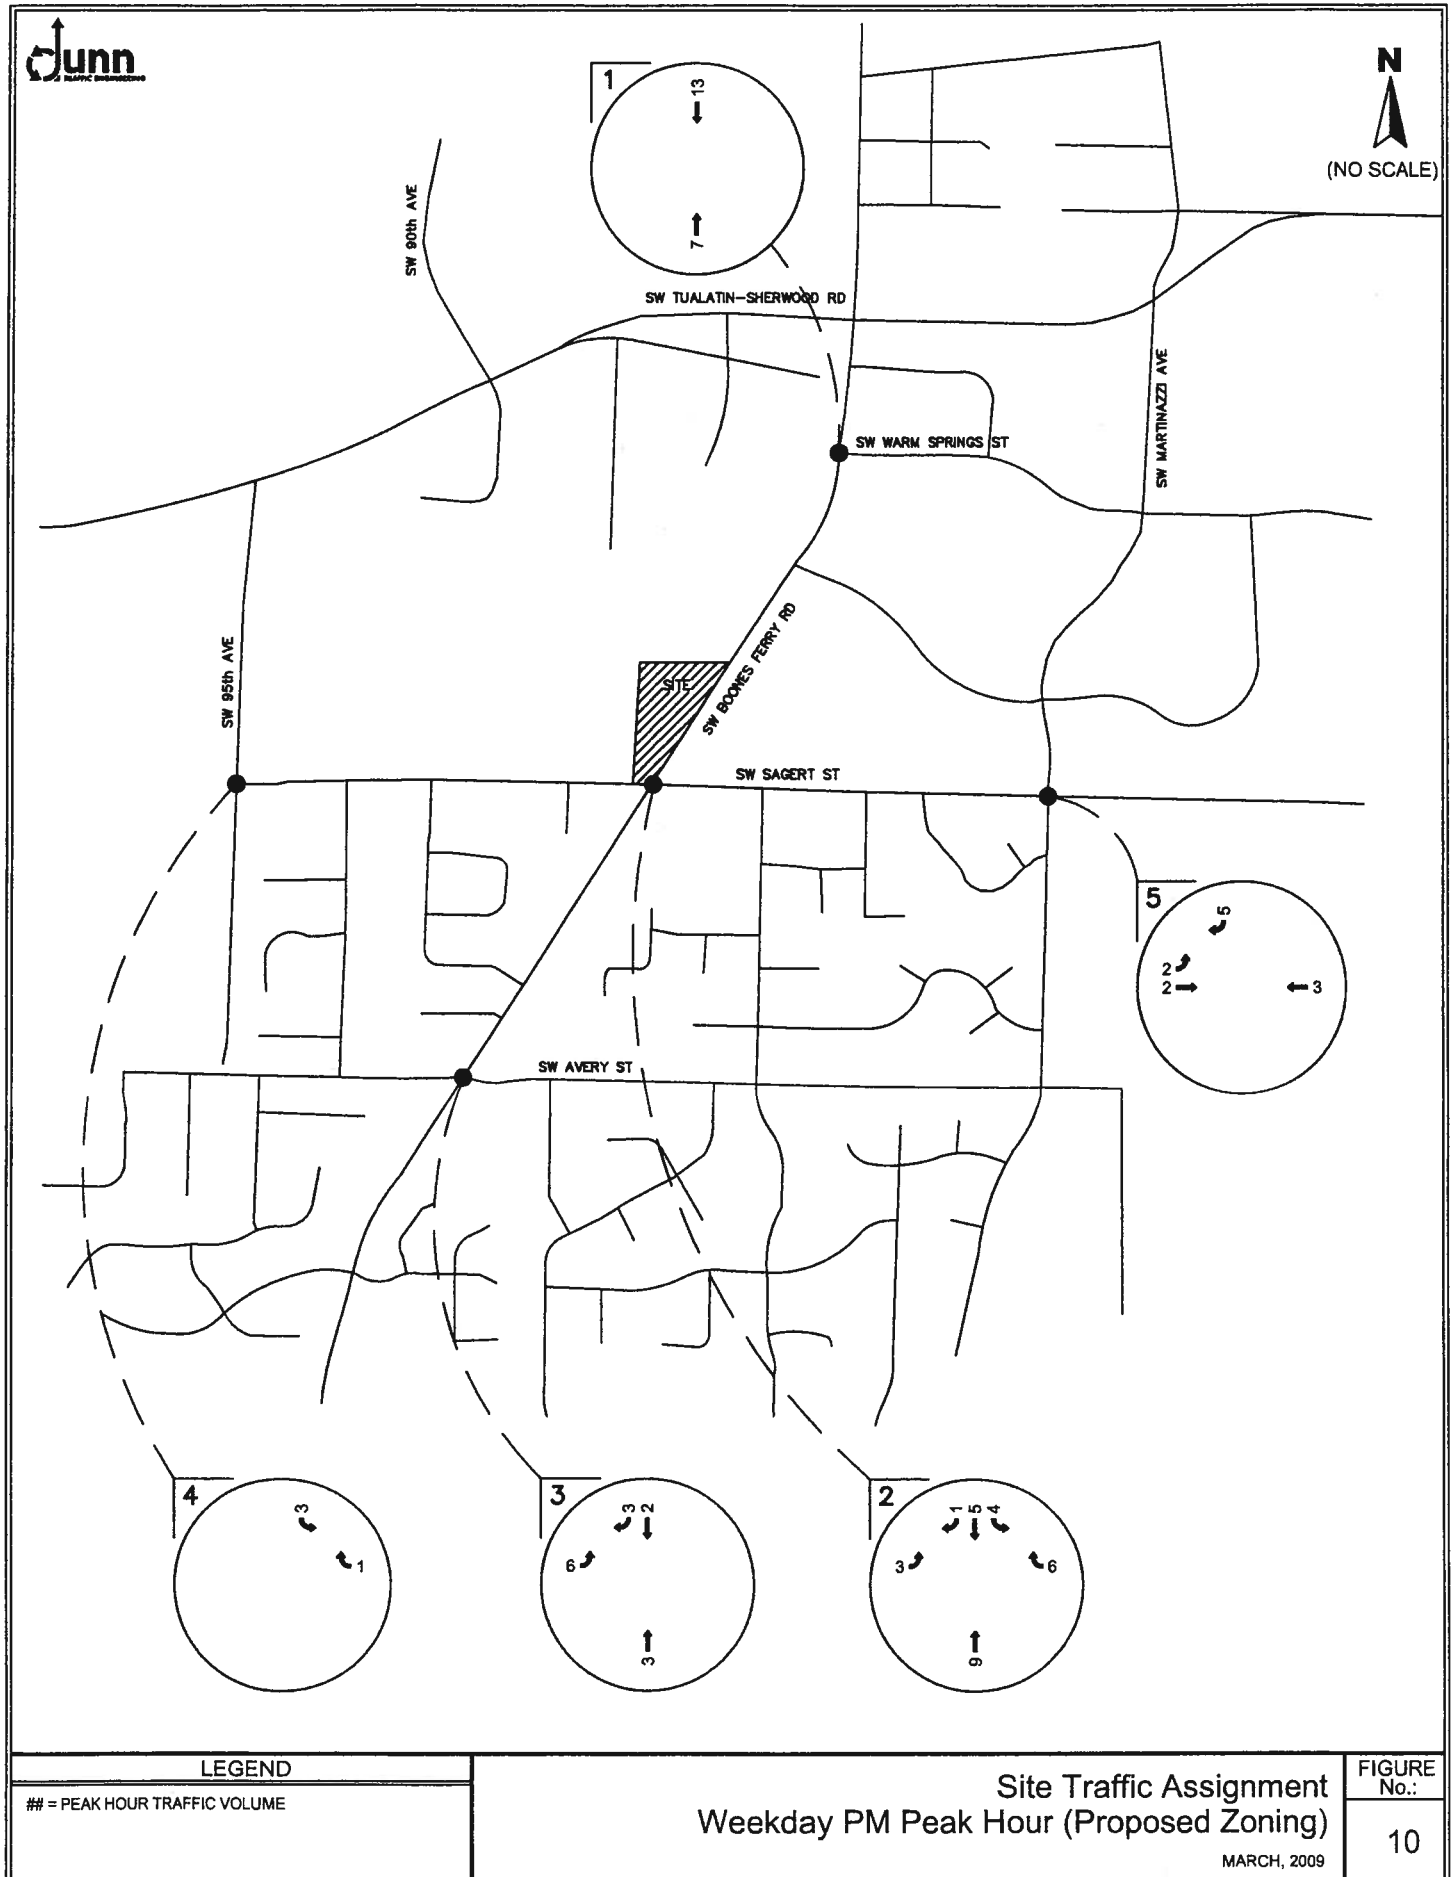 Dunn
TRAFFIC ENGINEERING
1
13
7
N
(NO SCALE)
SW 90th AVE
SW TUALATIN-SHERWOOD RD
SW MARTINAZZI AVE
SW WARM SPRINGS ST
SW 95th AVE
SITE
SW BOONES FERRY RD
SW SAGERT ST
5
5
2
2
3
SW AVERY ST
4
3
1
3
3 2
6
3
2
1 5 4
3
6
9
LEGEND
## = PEAK HOUR TRAFFIC VOLUME
Site Traffic Assignment
Weekday PM Peak Hour (Proposed Zoning)
MARCH, 2009
FIGURE
No.:
10